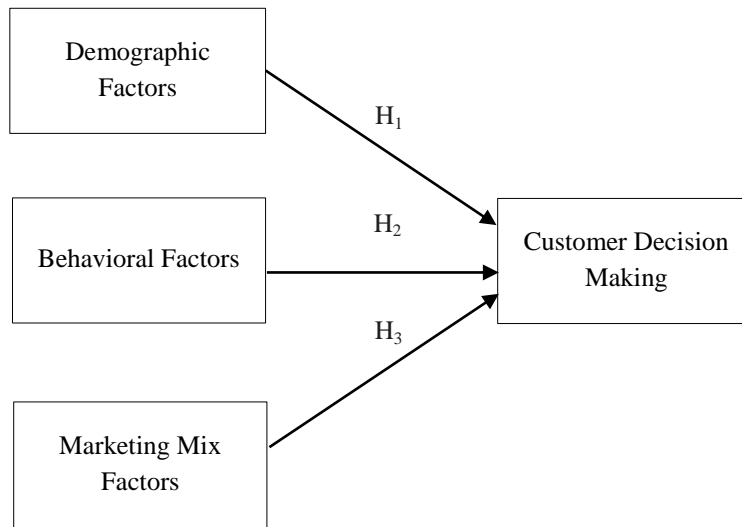 Demographic
Factors
H₁
Behavioral Factors
H₂
Customer Decision
Making
H₃
Marketing Mix
Factors